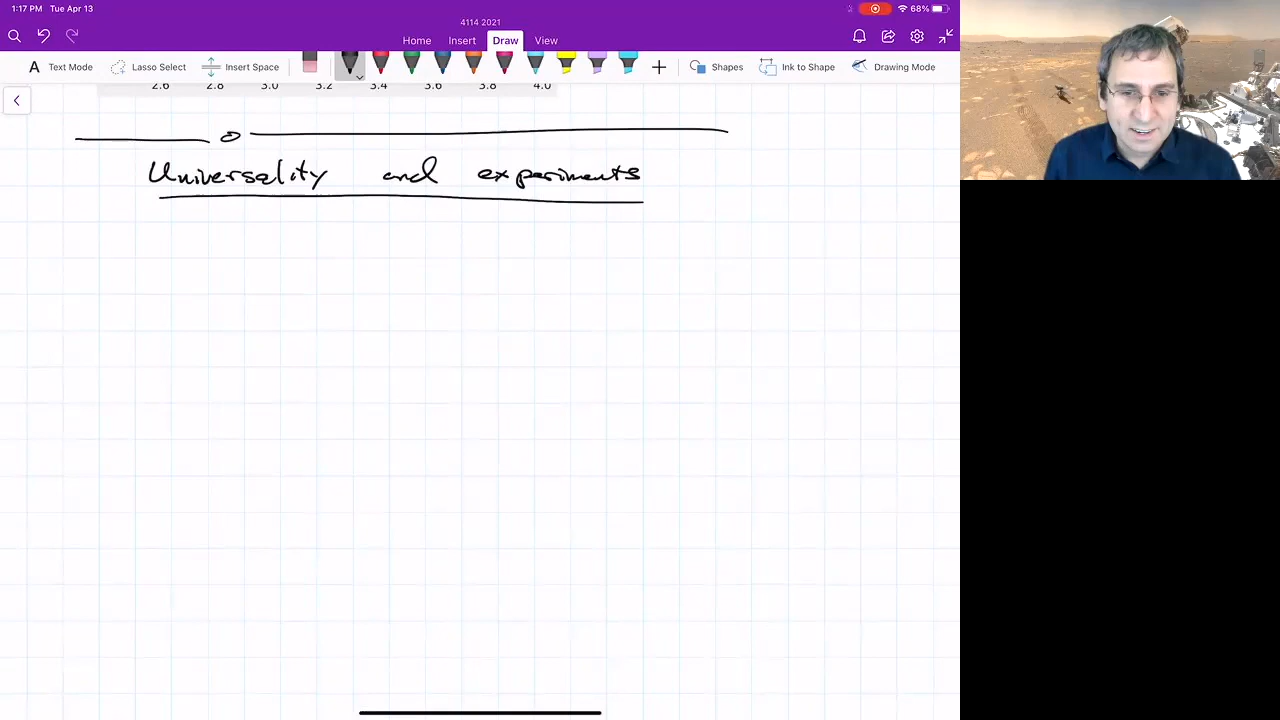 1:17 PM Tue Apr 13
68%
4114 2021
Home Insert Draw View
Text Mode Lasso Select Insert Space Shapes Ink to Shape Drawing Mode
2.6 2.8 3.0 3.2 3.4 3.6 3.8 4.0
Universality and experiments